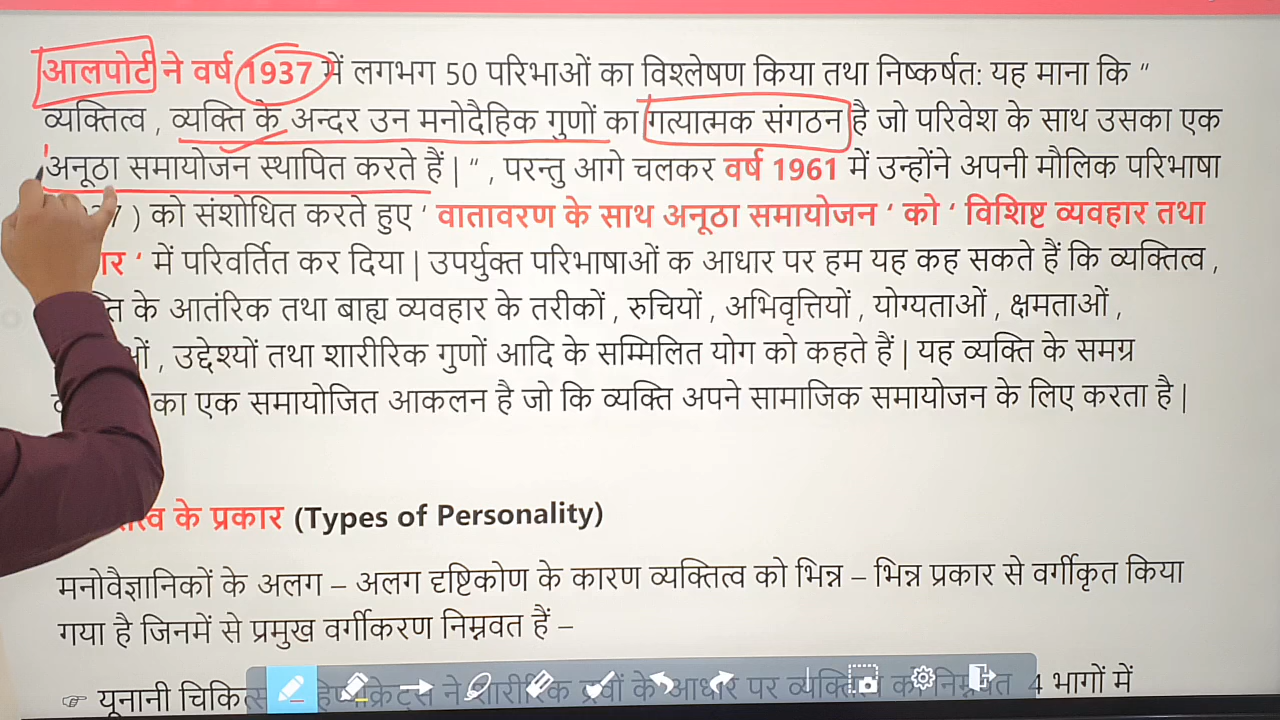 आलपोर्ट ने वर्ष 1937 में लगभग 50 परिभाओं का विश्लेषण किया तथा निष्कर्षत: यह माना कि “
व्यक्तित्व , व्यक्ति के अन्दर उन मनोदैहिक गुणों का गत्यात्मक संगठन है जो परिवेश के साथ उसका एक
अनूठा समायोजन स्थापित करते हैं | “ , परन्तु आगे चलकर वर्ष 1961 में उन्होंने अपनी मौलिक परिभाषा
) को संशोधित करते हुए ‘ वातावरण के साथ अनूठा समायोजन ‘ को ‘ विशिष्ट व्यवहार तथा
‘ में परिवर्तित कर दिया | उपर्युक्त परिभाषाओं क आधार पर हम यह कह सकते हैं कि व्यक्तित्व ,
के आतंरिक तथा बाह्य व्यवहार के तरीकों , रुचियों , अभिवृत्तियों , योग्यताओं , क्षमताओं ,
, उद्देश्यों तथा शारीरिक गुणों आदि के सम्मिलित योग को कहते हैं | यह व्यक्ति के समग्र
का एक समायोजित आकलन है जो कि व्यक्ति अपने सामाजिक समायोजन के लिए करता है |
के प्रकार (Types of Personality)
मनोवैज्ञानिकों के अलग – अलग दृष्टिकोण के कारण व्यक्तित्व को भिन्न – भिन्न प्रकार से वर्गीकृत किया
गया है जिनमें से प्रमुख वर्गीकरण निम्नवत हैं –
☞ यूनानी ने शारीरिक द्रवों के आधार पर निम्नवत 4 भागों में